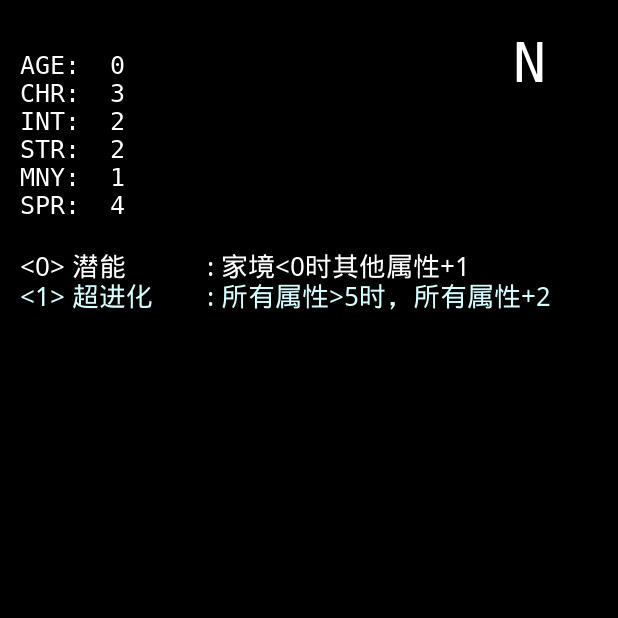 N
AGE: 0
CHR: 3
INT: 2
STR: 2
MNY: 1
SPR: 4
<0> 潜能 : 家境<0时其他属性+1
<1> 超进化 : 所有属性>5时，所有属性+2